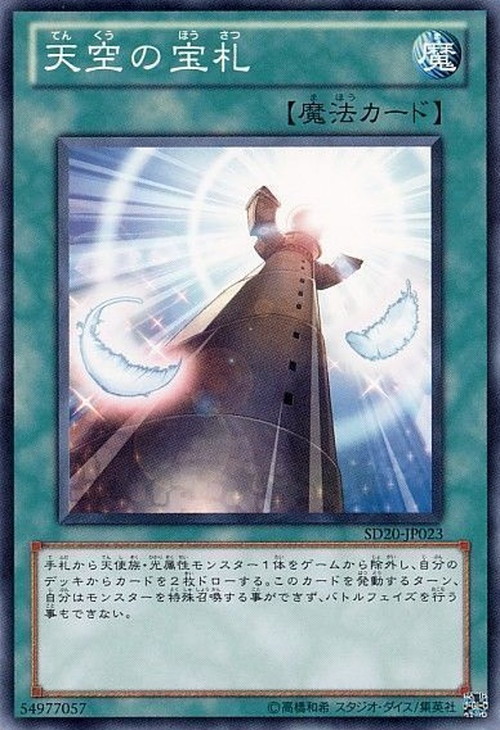 天空の宝札
魔
【魔法カード】
SD20-JP023
手札から天使族・光属性モンスター1体をゲームから除外し、自分の
デッキからカードを2枚ドローする。このカードを発動するターン、
自分はモンスターを特殊召喚する事ができず、バトルフェイズを行う
事もできない。
54977057
©高橋和希 スタジオ・ダイス/集英社